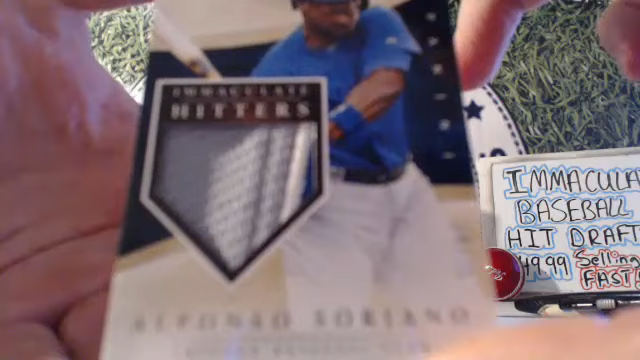 IMMACULATE
HITTERS
ALFONSO SORIANO
IMMACULA
BASEBALL
HIT DRAFT
49.99 Selling
FAST!